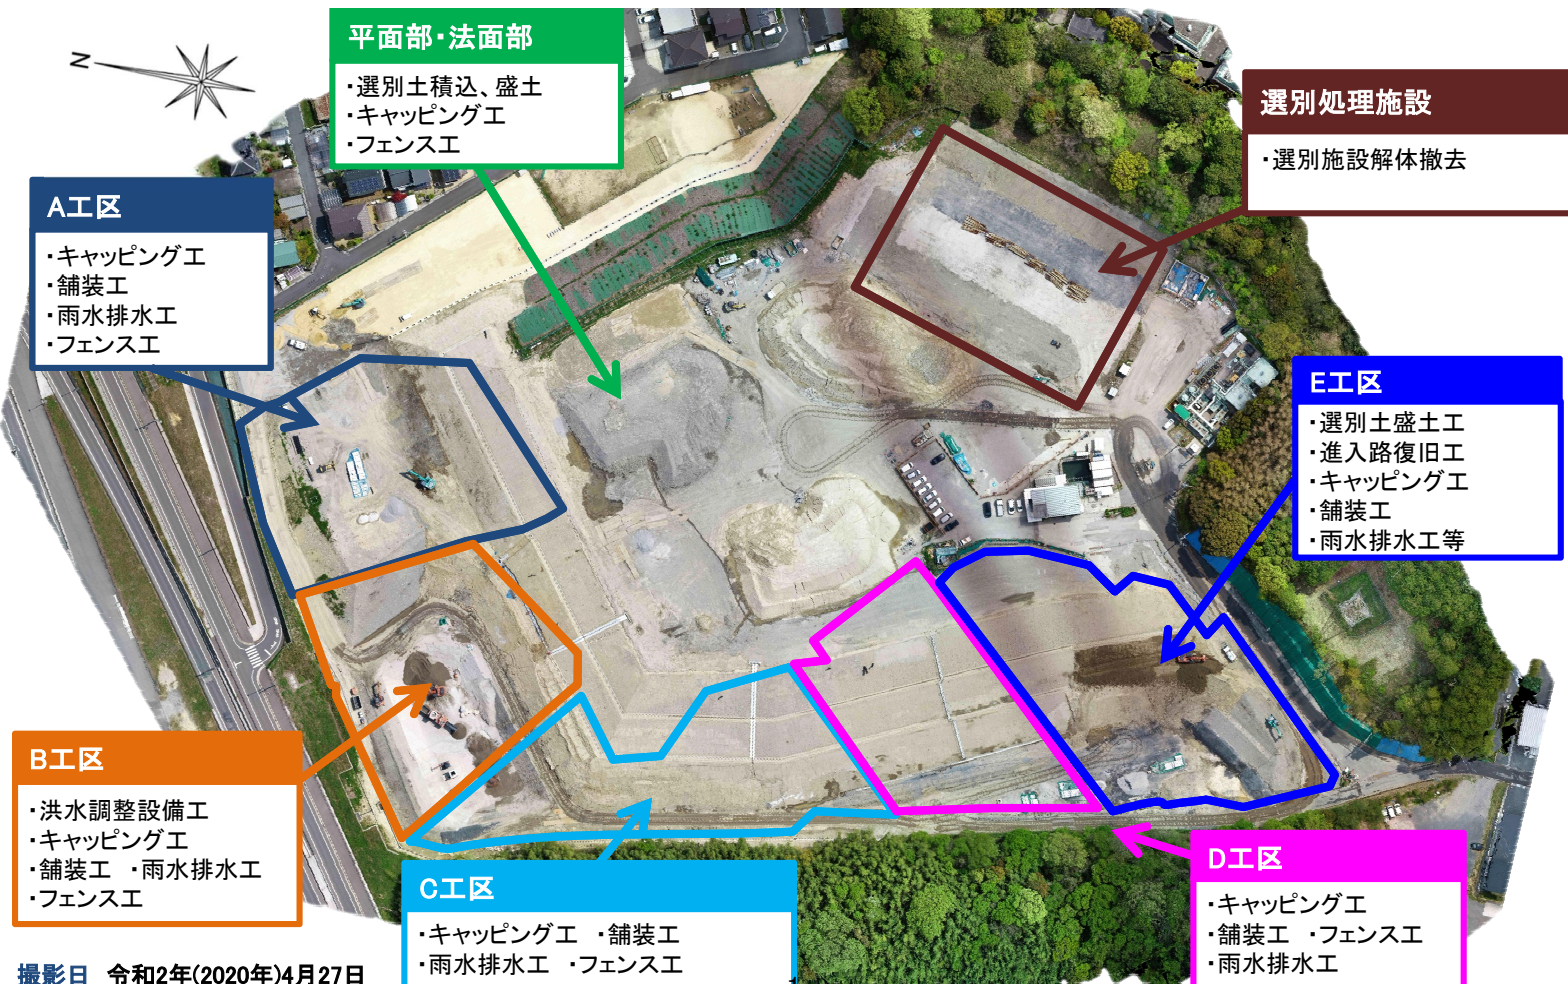 N
平面部・法面部
・選別土積込、盛土
・キャッピング工
・フェンス工
選別処理施設
・選別施設解体撤去
A工区
・キャッピング工
・舗装工
・雨水排水工
・フェンス工
E工区
・選別土盛土工
・進入路復旧工
・キャッピング工
・舗装工
・雨水排水工等
B工区
・洪水調整設備工
・キャッピング工
・舗装工 ・雨水排水工
・フェンス工
C工区
・キャッピング工 ・舗装工
・雨水排水工 ・フェンス工
D工区
・キャッピング工
・舗装工 ・フェンス工
・雨水排水工
撮影日 令和2年(2020年)4月27日